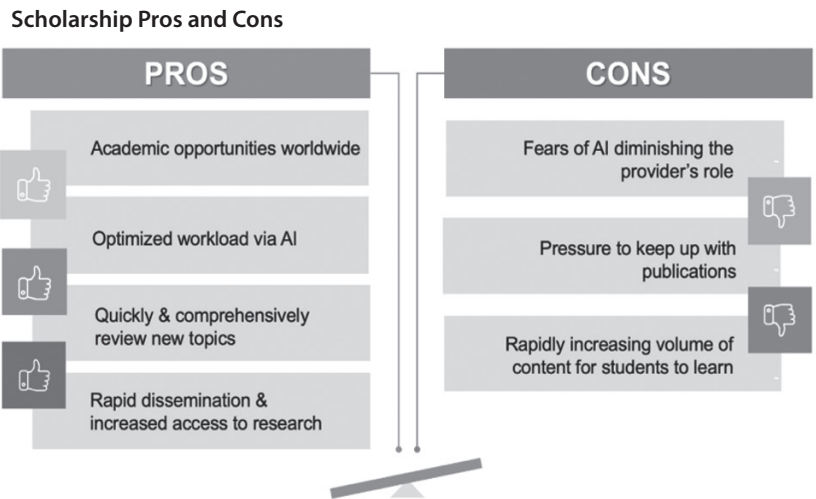 Scholarship Pros and Cons
PROS
Academic opportunities worldwide
Optimized workload via AI
Quickly & comprehensively
review new topics
Rapid dissemination &
increased access to research
CONS
Fears of AI diminishing the
provider's role
Pressure to keep up with
publications
Rapidly increasing volume of
content for students to learn